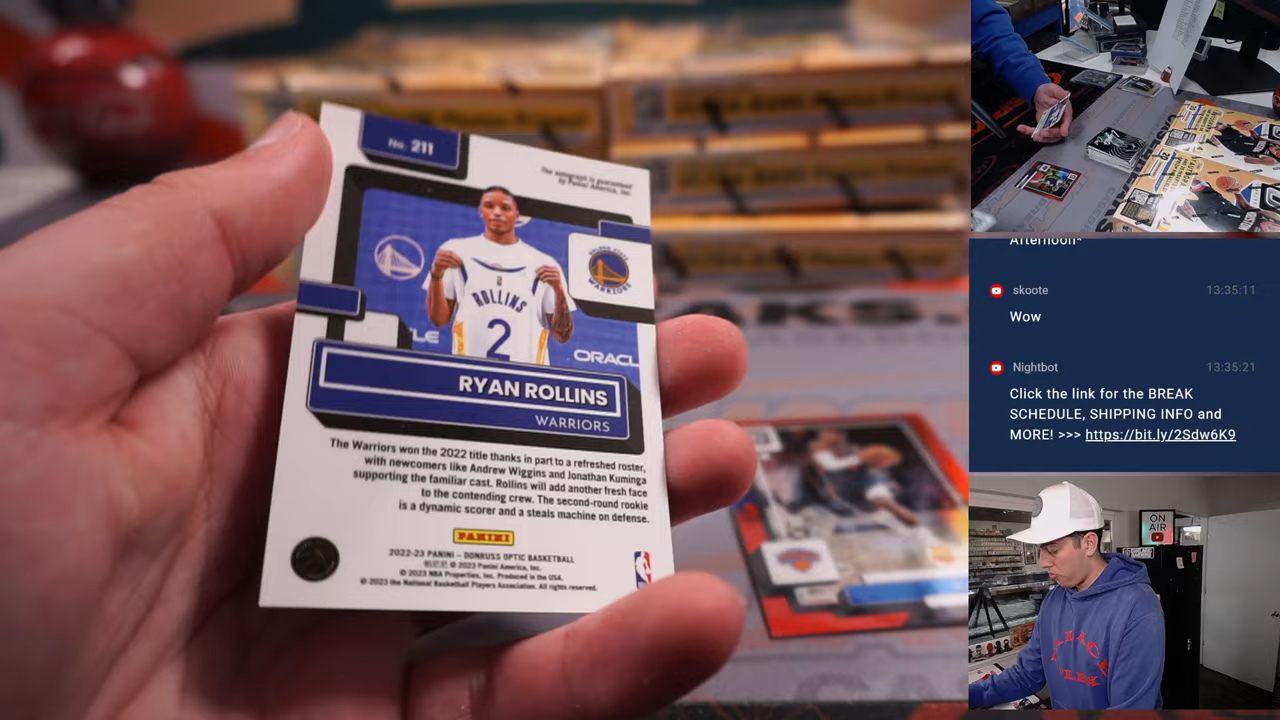 No. 211
The autograph is guaranteed
by Panini America, Inc.
GOLDEN STATE
WARRIORS
ROLLINS
2
ORACL
RYAN ROLLINS
WARRIORS
The Warriors won the 2022 title thanks in part to a refreshed roster,
with newcomers like Andrew Wiggins and Jonathan Kuminga
supporting the familiar cast. Rollins will add another fresh face
to the contending crew. The second-round rookie
is a dynamic scorer and a steals machine on defense.
PANINI
2022-23 PANINI – DONRUSS OPTIC BASKETBALL
© 2023 Panini America, Inc.
© 2023 NBA Properties, Inc. Produced in the USA.
© 2023 the National Basketball Players Association. All rights reserved.
Afternoon*
skoote
13:35:11
Wow
Nightbot
13:35:21
Click the link for the BREAK
SCHEDULE, SHIPPING INFO and
MORE! >>> https://bit.ly/2Sdw6K9
ON
AIR